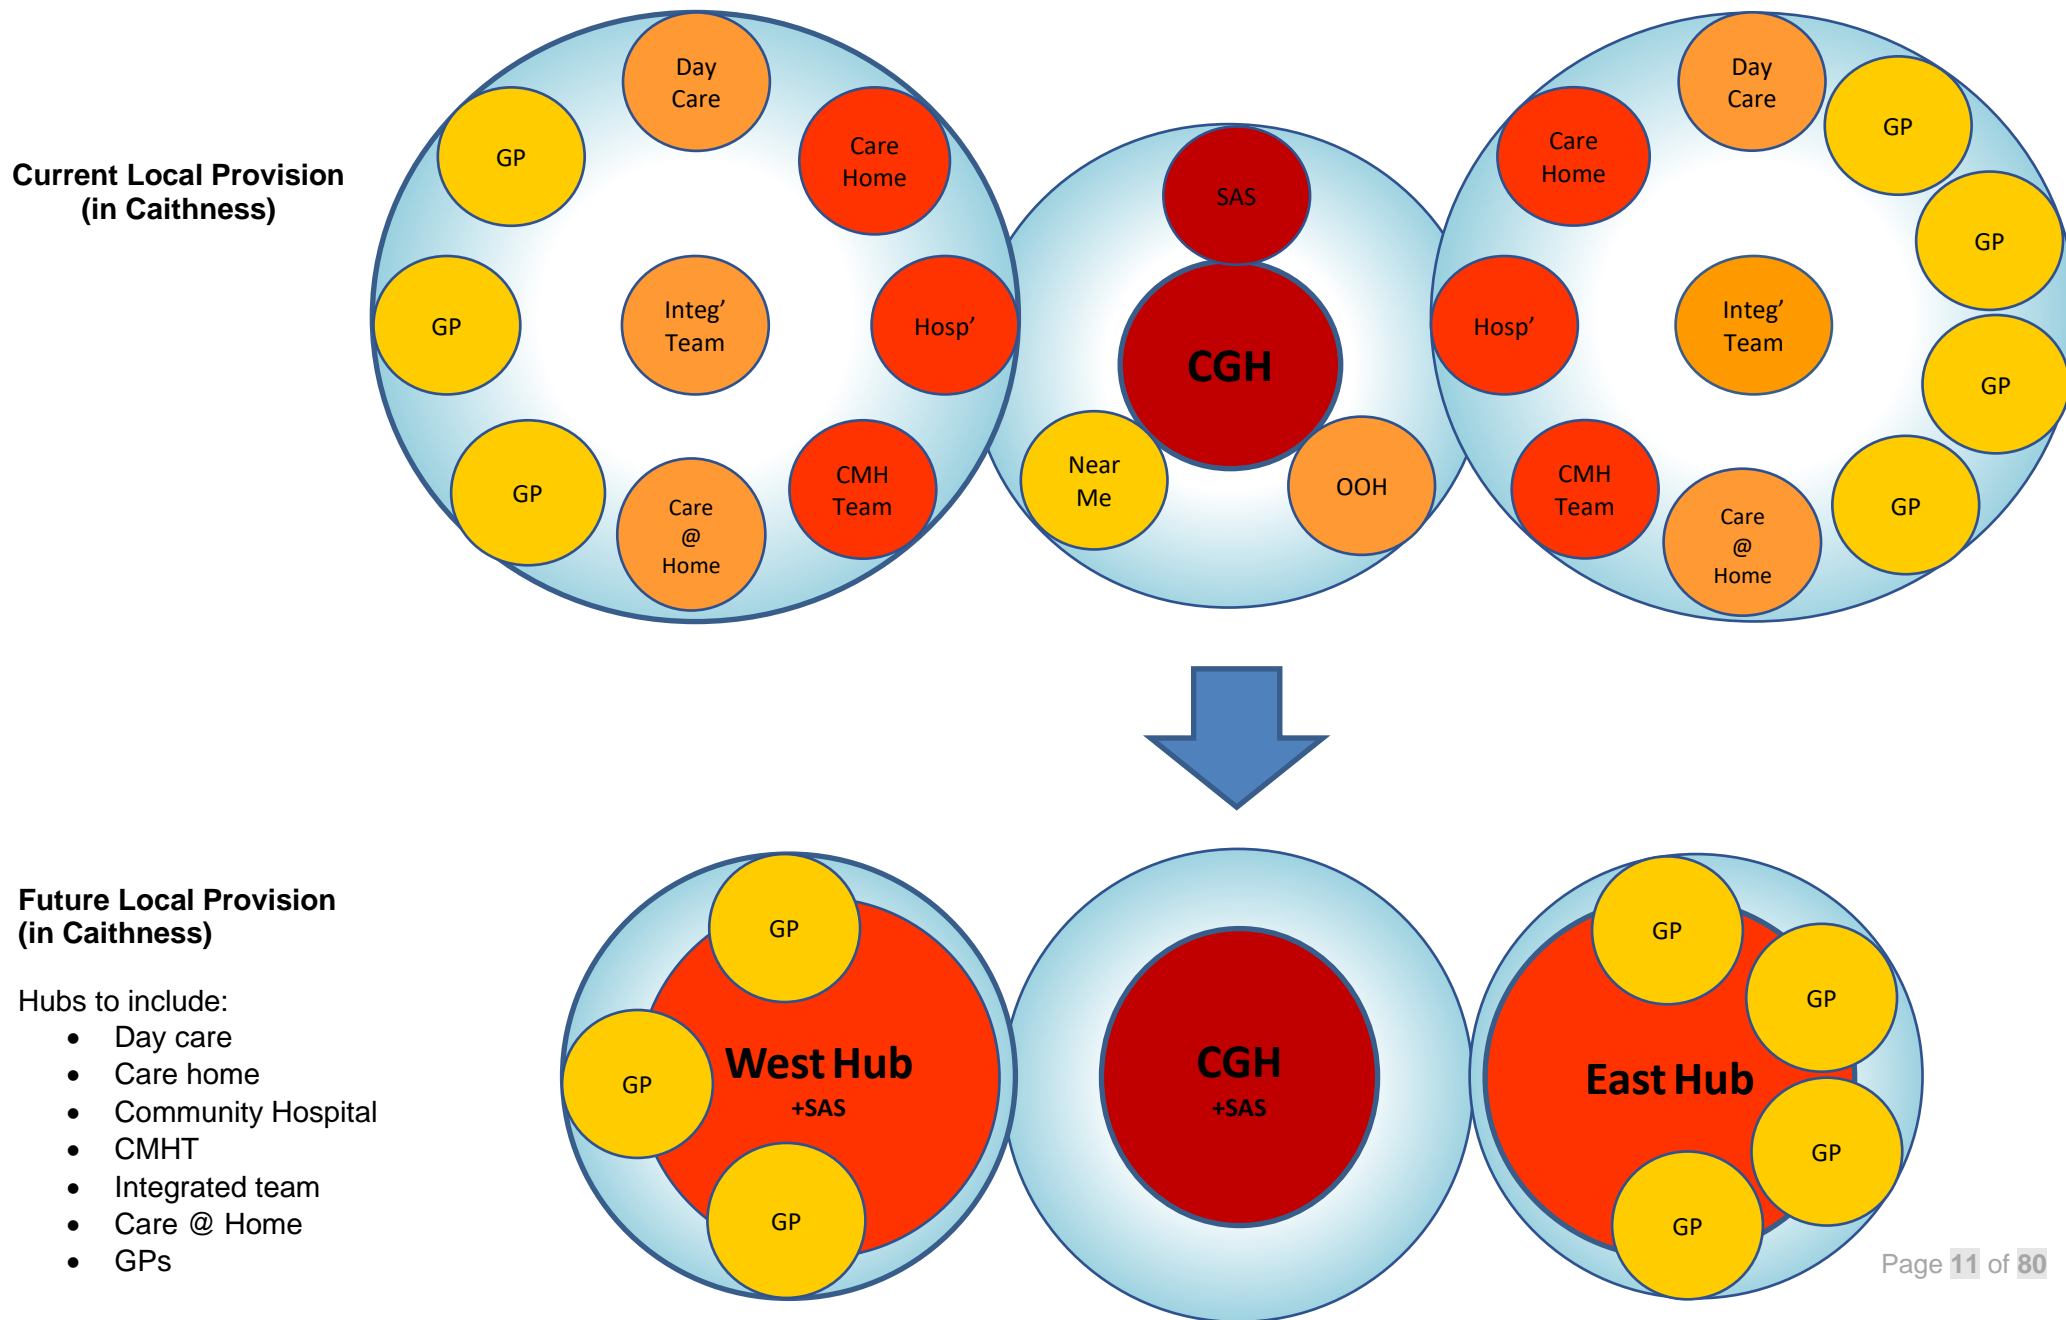 Current Local Provision
(in Caithness)
Day
Care
GP
Care
Home
GP
Integ’
Team
Hosp’
GP
Care
@
Home
CMH
Team
SAS
CGH
Near
Me
OOH
Day
Care
GP
Care
Home
GP
Hosp’
Integ’
Team
GP
CMH
Team
Care
@
Home
GP
Future Local Provision
(in Caithness)
Hubs to include:
• Day care
• Care home
• Community Hospital
• CMHT
• Integrated team
• Care @ Home
• GPs
GP
GP
West Hub
+SAS
GP
CGH
+SAS
GP
GP
East Hub
GP
GP
Page 11 of 80